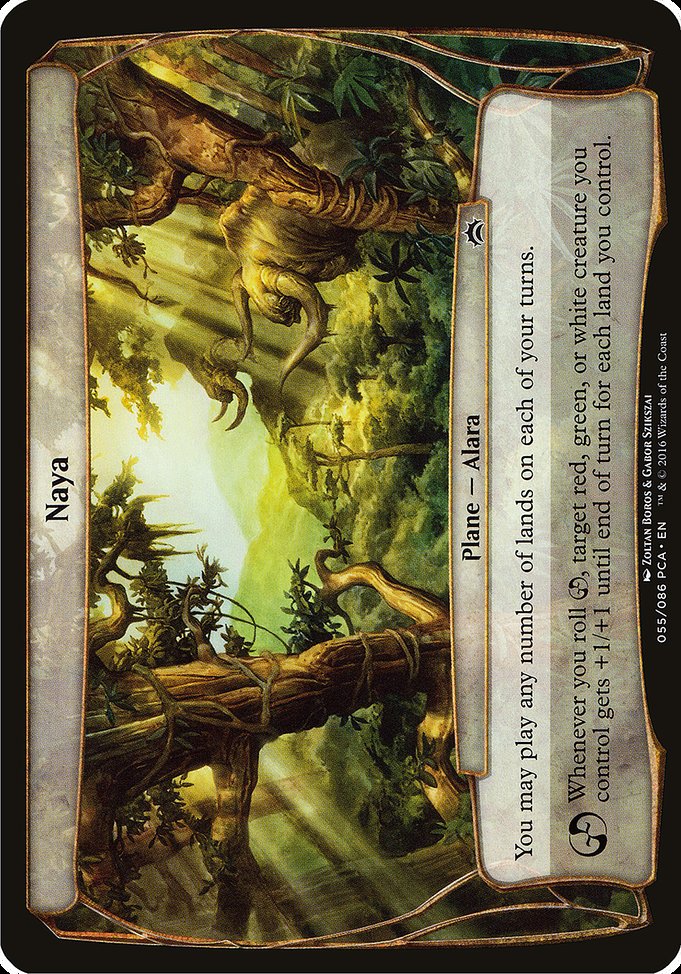 Naya
Plane — Alara
You may play any number of lands on each of your turns.
Whenever you roll , target red, green, or white creature you
control gets +1/+1 until end of turn for each land you control.
Zoltan Boros & Gabor Szikszai
055/086 PCA • EN ™ & © 2016 Wizards of the Coast